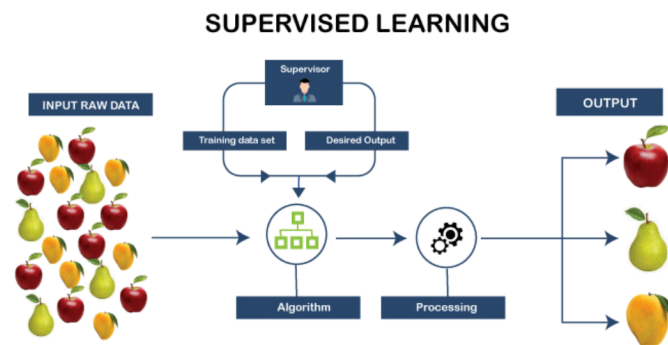 SUPERVISED LEARNING
Supervisor
INPUT RAW DATA
OUTPUT
Training data set
Desired Output
Algorithm
Processing